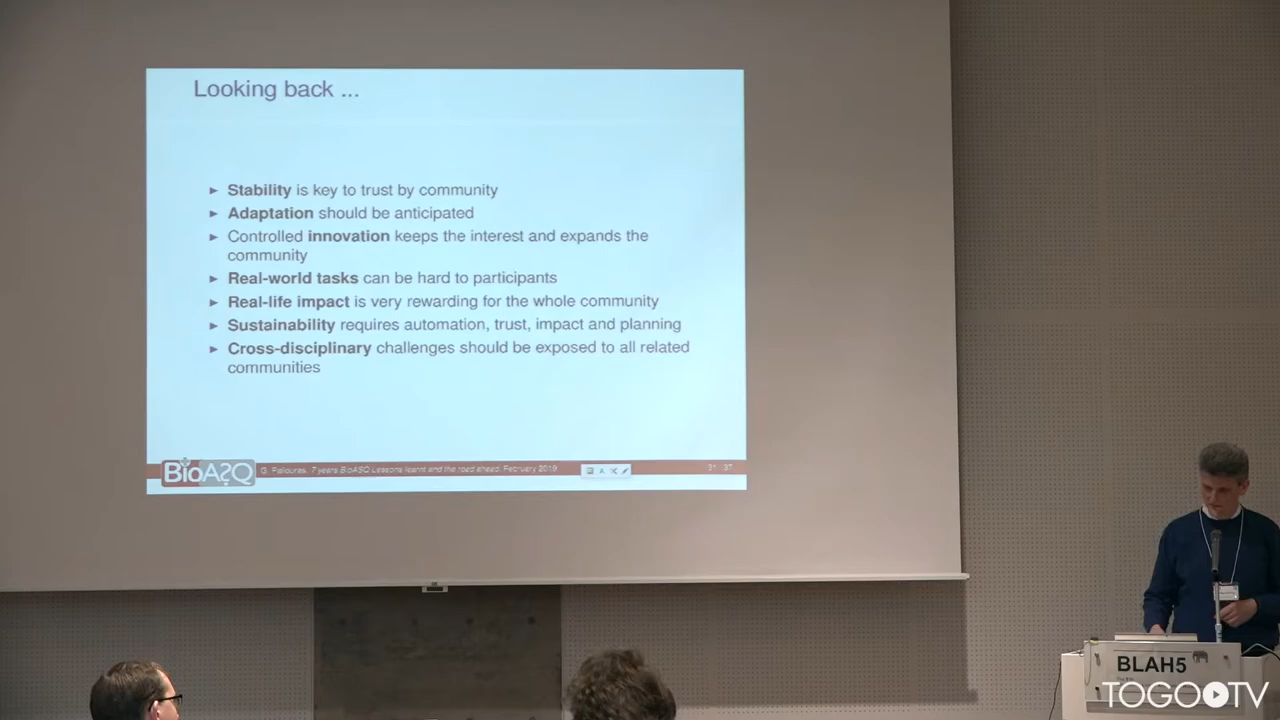 Looking back ...
► Stability is key to trust by community
► Adaptation should be anticipated
► Controlled innovation keeps the interest and expands the
community
► Real-world tasks can be hard to participants
► Real-life impact is very rewarding for the whole community
► Sustainability requires automation, trust, impact and planning
► Cross-disciplinary challenges should be exposed to all related
communities
BioASQ
G. Paliouras. 7 years BioASQ Lessons learnt and the road ahead. February 2019
31 37
BLAH5
TOGOTV